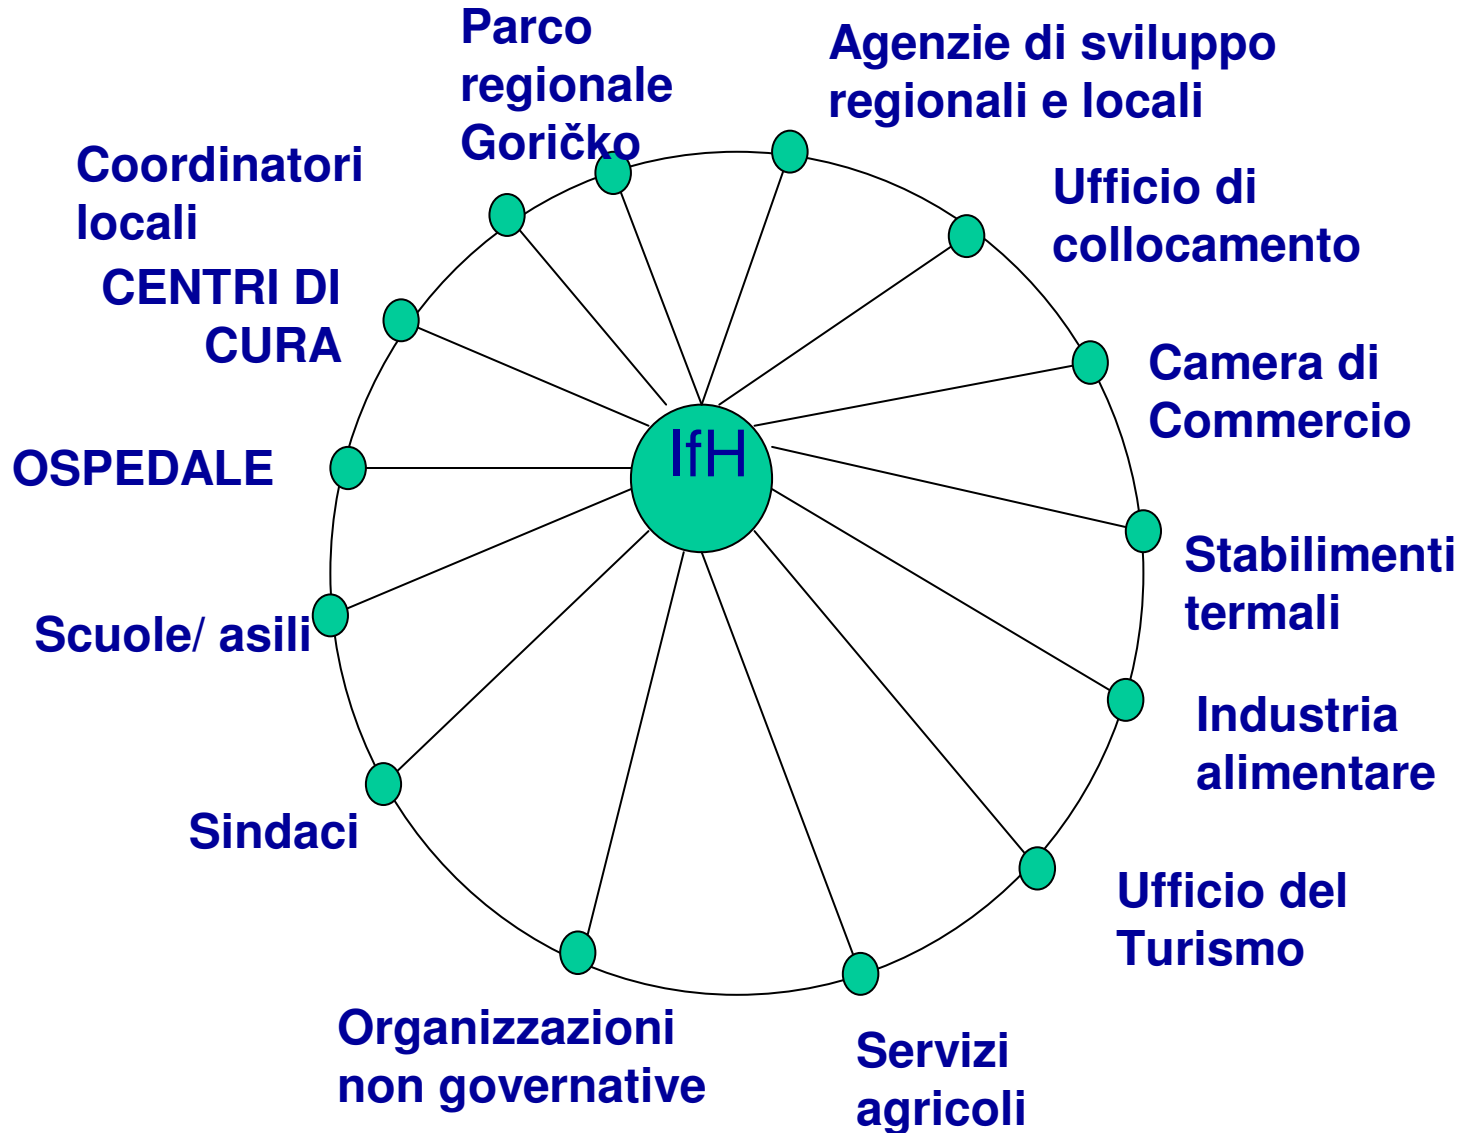 Parco
regionale
Goričko
Agenzie di sviluppo
regionali e locali
Coordinatori
locali
Ufficio di
collocamento
CENTRI DI
CURA
Camera di
Commercio
IfH
OSPEDALE
Stabilimenti
termali
Scuole/ asili
Industria
alimentare
Sindaci
Ufficio del
Turismo
Organizzazioni
non governative
Servizi
agricoli